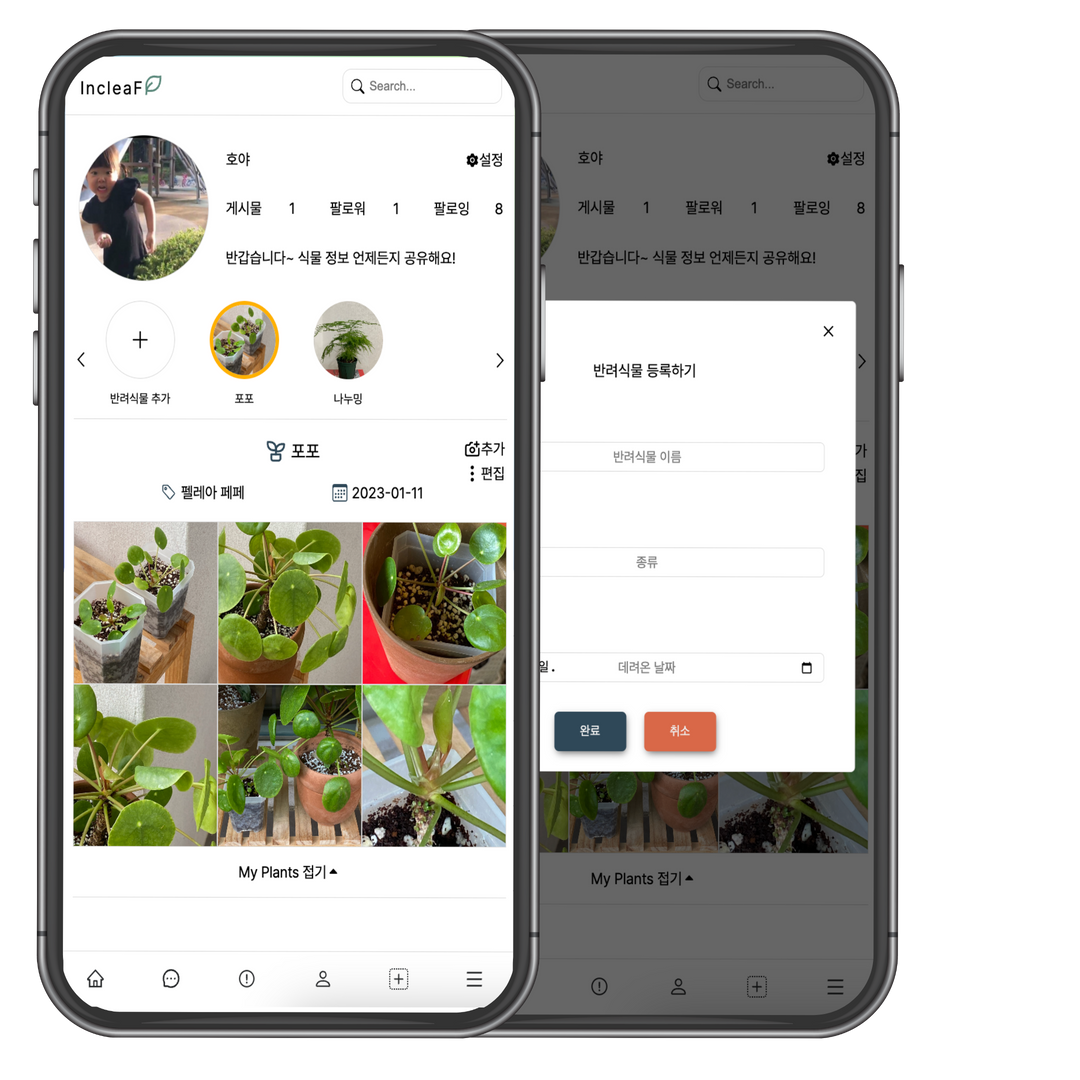 IncleaF
Search...
호야
설정
게시물 1 팔로워 1 팔로잉 8
반갑습니다~ 식물 정보 언제든지 공유해요!
반려식물 추가
포포
나누밍
포포
추가
편집
펠레아 페페
2023-01-11
My Plants 접기
Search...
호야
설정
게시물 1 팔로워 1 팔로잉 8
반갑습니다~ 식물 정보 언제든지 공유해요!
반려식물 등록하기
가
집
반려식물 이름
종류
일. 데려온 날짜
완료
취소
My Plants 접기